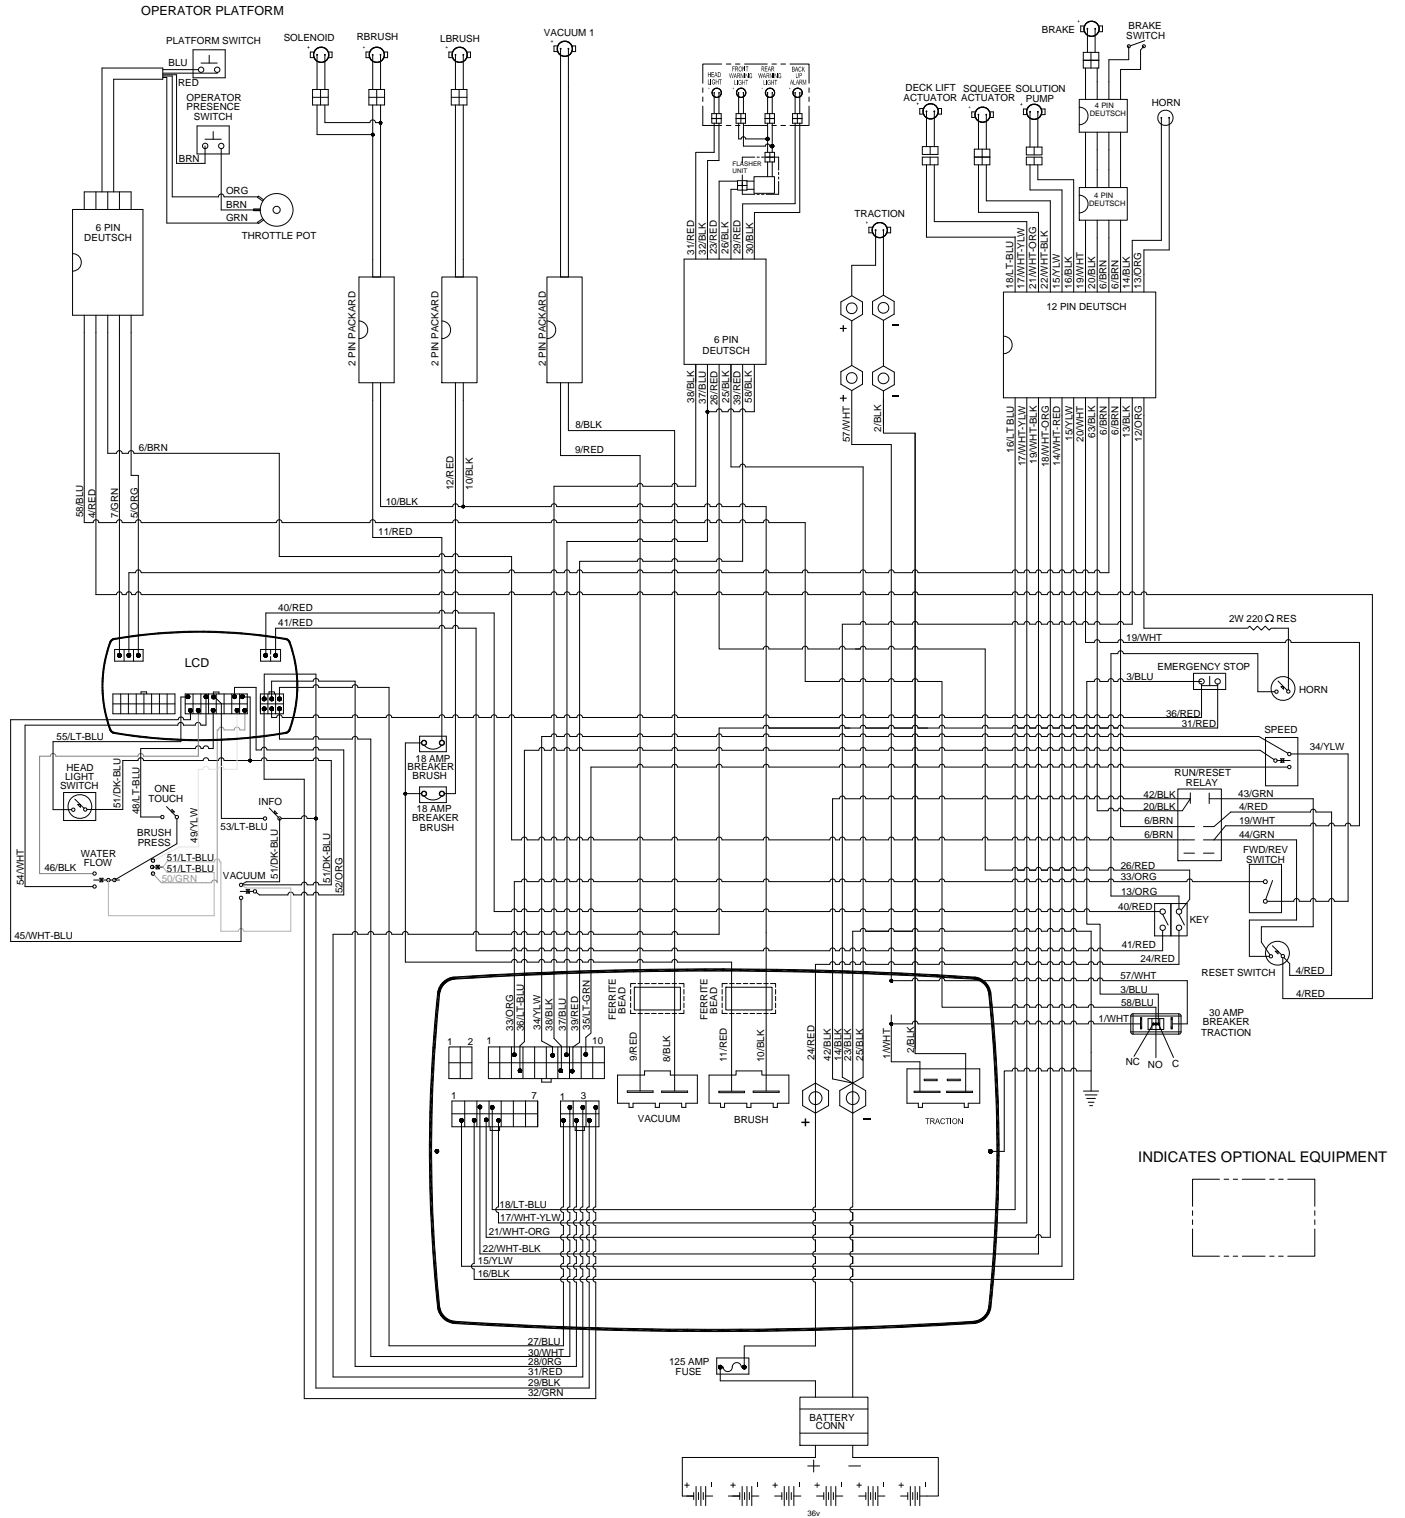 OPERATOR PLATFORM
PLATFORM SWITCH
BLU
RED
OPERATOR
PRESENCE
SWITCH
BRN
ORG
BRN
GRN
THROTTLE POT
6 PIN
DEUTSCH
SOLENOID
RBRUSH
LBRUSH
VACUUM 1
2 PIN PACKARD
2 PIN PACKARD
2 PIN PACKARD
HEAD
LIGHT
FRONT
WARNING
LIGHT
REAR
WARNING
LIGHT
BACK
UP
ALARM
FLASHER
UNIT
31/RED
32/BLK
23/RED
26/BLK
29/RED
30/BLK
6 PIN
DEUTSCH
38/BLK
37/BLU
26/RED
25/BLK
39/RED
58/BLK
TRACTION
+
-
+
-
57/WHT
2/BLK
BRAKE
BRAKE
SWITCH
DECK LIFT
ACTUATOR
SQUEGEE
ACTUATOR
SOLUTION
PUMP
4 PIN
DEUTSCH
HORN
4 PIN
DEUTSCH
18/LT-BLU
17/WHT-YLW
21/WHT-ORG
22/WHT-BLK
15/YLW
16/BLK
19/WHT
20/BLK
6/BRN
6/BRN
14/BLK
13/ORG
12 PIN DEUTSCH
16/LT BLU
17/WHT-YLW
19/WHT-BLK
18/WHT-ORG
14/WHT-RED
15/YLW
20/WHT
63/BLK
6/BRN
6/BRN
13/BLK
12/ORG
8/BLK
9/RED
6/BRN
58/BLU
4/RED
7/GRN
5/ORG
12/RED
10/BLK
10/BLK
11/RED
40/RED
41/RED
LCD
2W 220 Ω RES
19/WHT
EMERGENCY STOP
3/BLU
HORN
36/RED
31/RED
SPEED
34/YLW
RUN/RESET
RELAY
42/BLK
20/BLK
6/BRN
6/BRN
43/GRN
4/RED
19/WHT
44/GRN
FWD/REV
SWITCH
26/RED
33/ORG
13/ORG
40/RED
KEY
41/RED
24/RED
RESET SWITCH
4/RED
4/RED
57/WHT
3/BLU
58/BLU
1/WHT
30 AMP
BREAKER
TRACTION
NC
NO
C
55/LT-BLU
HEAD
LIGHT
SWITCH
51/DK-BLU
48/LT-BLU
ONE
TOUCH
INFO
53/LT-BLU
49/YLW
BRUSH
PRESS
WATER
FLOW
46/BLK
54/WHT
51/LT-BLU
51/LT-BLU
50/GRN
VACUUM
51/DK-BLU
51/DK-BLU
52/ORG
45/WHT-BLU
18 AMP
BREAKER
BRUSH
18 AMP
BREAKER
BRUSH
33/ORG
36/LT-BLU
34/YLW
38/BLK
37/BLU
39/RED
35/LT-GRN
FERRITE
BEAD
FERRITE
BEAD
9/RED
8/BLK
11/RED
10/BLK
24/RED
42/BLK
14/BLK
23/BLK
25/BLK
1/WHT
2/BLK
1 2
1 10
1 7
1 3
VACUUM
BRUSH
+
-
TRACTION
INDICATES OPTIONAL EQUIPMENT
18/LT-BLU
17/WHT-YLW
21/WHT-ORG
22/WHT-BLK
15/YLW
16/BLK
27/BLU
30/WHT
28/ORG
31/RED
29/BLK
32/GRN
125 AMP
FUSE
BATTERY
CONN
+ -
+ - + - + - + - + - + -
36v